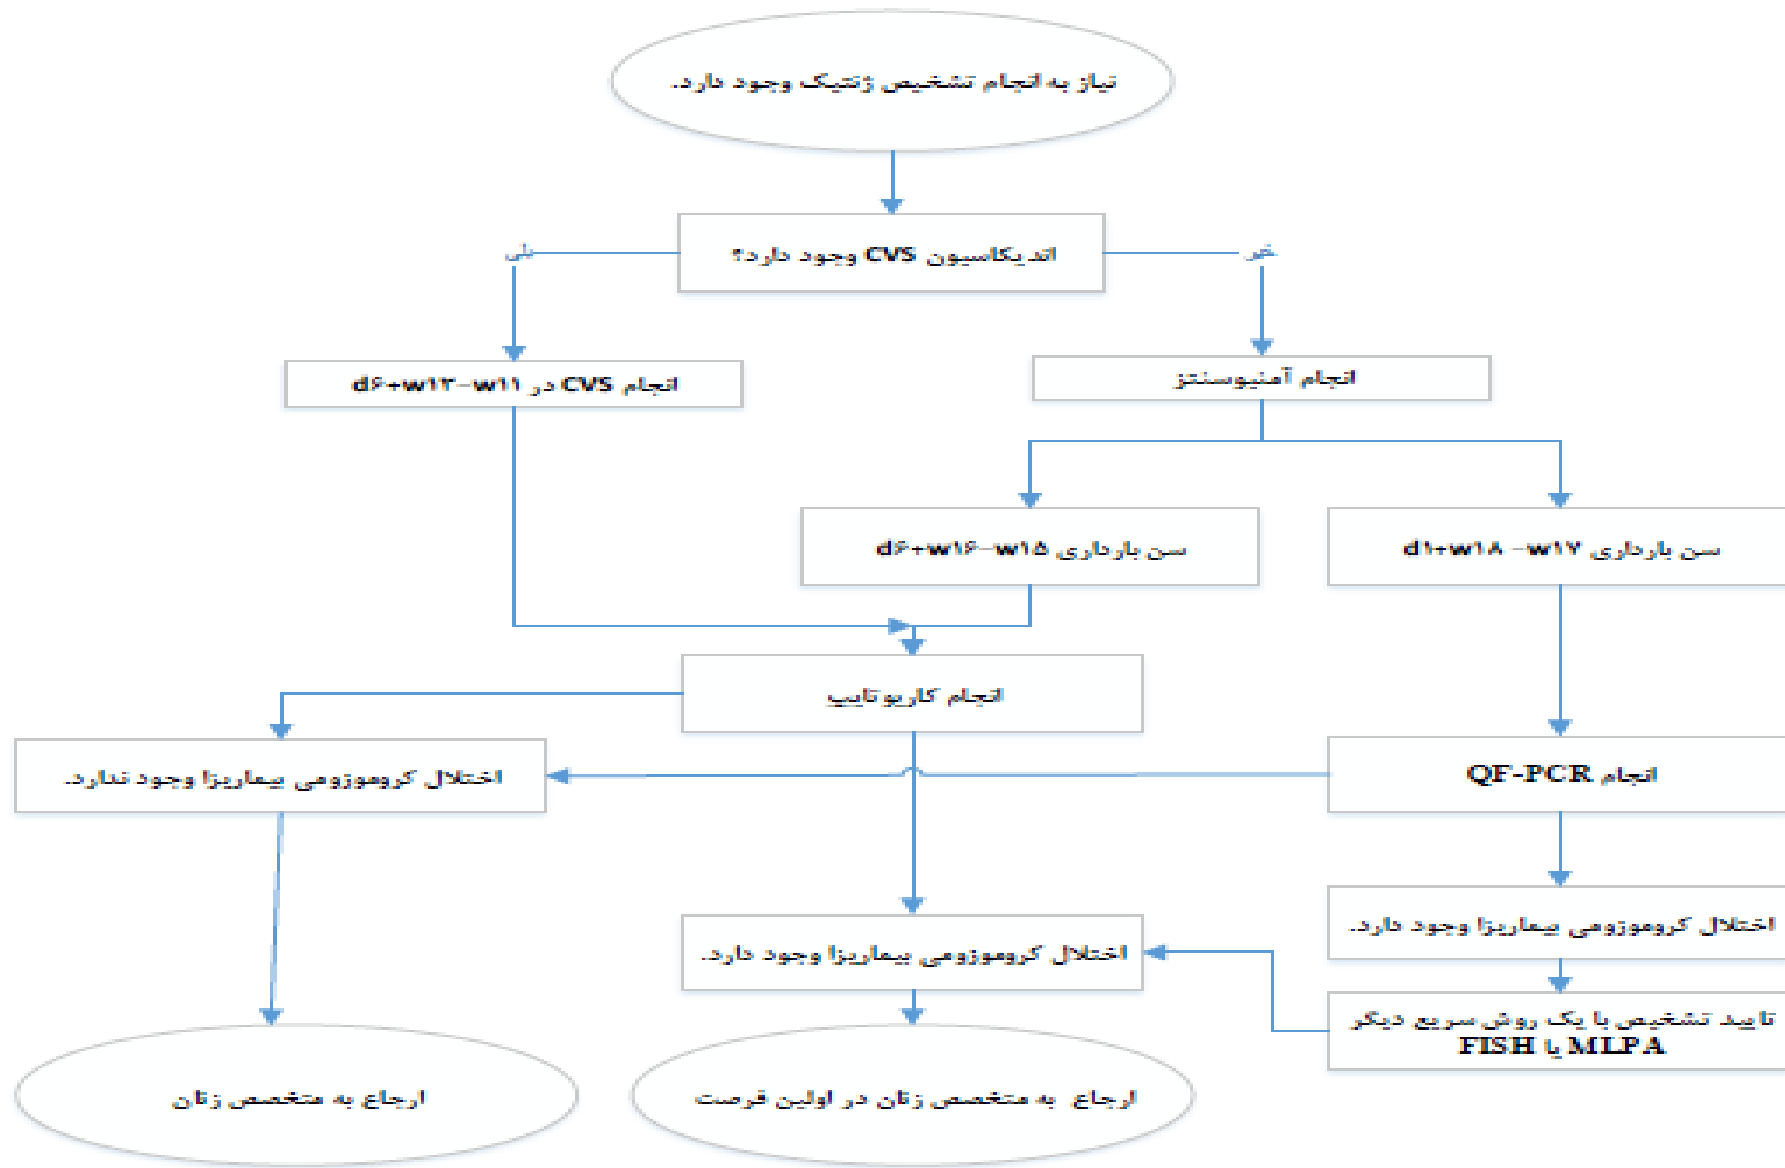 نیاز به انجام تشخیص ژنتیک وجود دارد.
اندیکاسیون CVS وجود دارد؟
بلی
خیر
انجام CVS در d۶+w۱۳-w۱۱
انجام آمنیوسنتز
سن بارداری d۶+w۱۶-w۱۵
سن بارداری d۱+w۱۸ -w۱۷
انجام کاریوتایپ
اختلال کروموزومی بیماریزا وجود ندارد.
انجام QF-PCR
اختلال کروموزومی بیماریزا وجود دارد.
اختلال کروموزومی بیماریزا وجود دارد.
تایید تشخیص با یک روش سریع دیگر
MLPA یا FISH
ارجاع به متخصص زنان
ارجاع به متخصص زنان در اولین فرصت